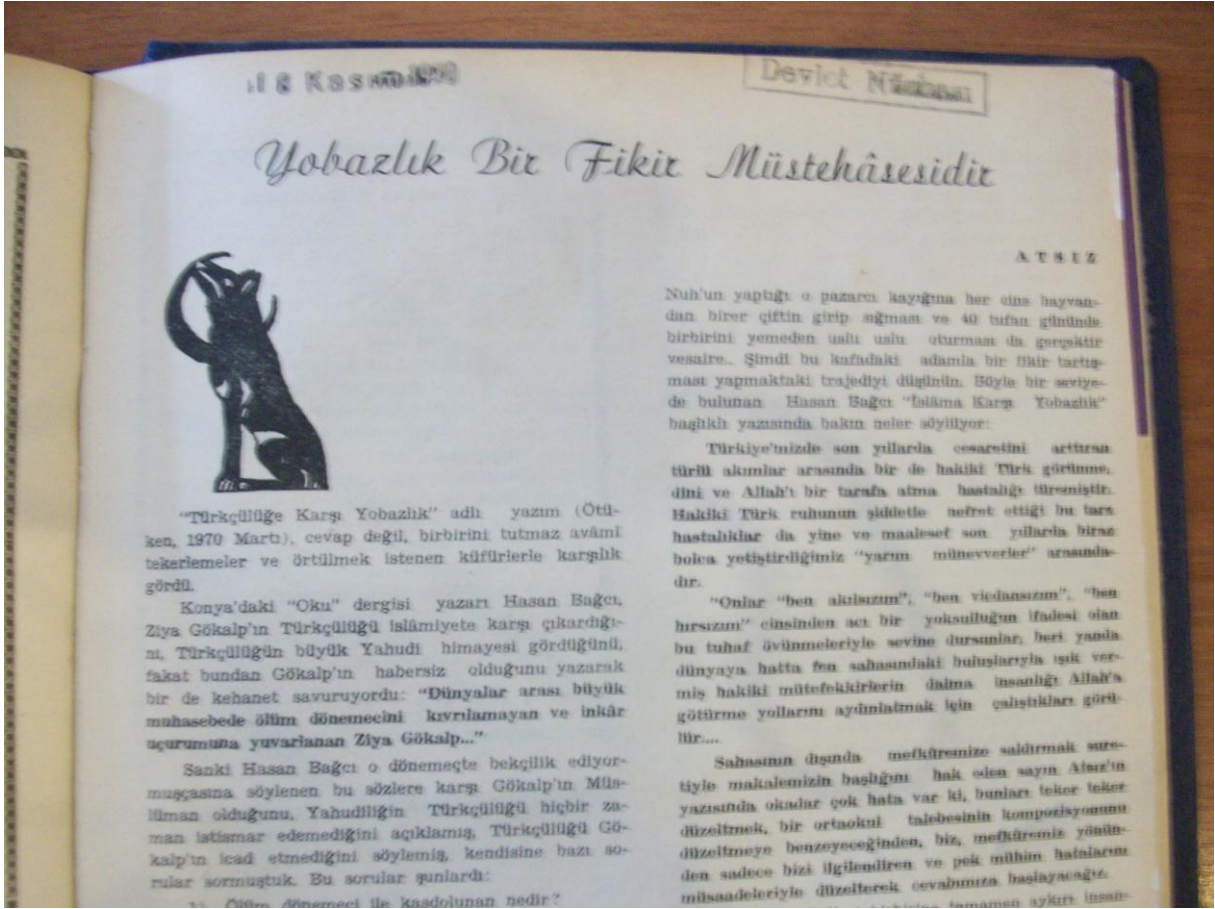 18 Kasım 1970
Devlet Nüshası
Yobazlık Bir Fikir Müstehâsesidir
ATSIZ
"Türkçülüğe Karşı Yobazlık" adlı yazım (Ötü-
ken, 1970 Martı), cevap değil, birbirini tutmaz avâmî
tekerlemeler ve örtülmek istenen küfürlerle karşılık
gördü.
Konya'daki "Oku" dergisi yazarı Hasan Bağcı,
Ziya Gökalp'ın Türkçülüğü islâmiyete karşı çıkardığı-
nı, Türkçülüğün büyük Yahudi himayesi gördüğünü,
fakat bundan Gökalp'ın habersiz olduğunu yazarak
bir de kehanet savuruyordu: "Dünyalar arası büyük
muhasebede ölüm dönemecini kıvrılamayan ve inkâr
uçurumuna yuvarlanan Ziya Gökalp..."
Sanki Hasan Bağcı o dönemeçte bekçilik ediyor-
muşçasına söylenen bu sözlere karşı Gökalp'ın Müs-
lüman olduğunu, Yahudiliğin Türkçülüğü hiçbir za-
man istismar edemediğini açıklamış, Türkçülüğü Gö-
kalp'ın icad etmediğini söylemiş, kendisine bazı so-
rular sormuştuk. Bu sorular şunlardı:
1) Ölüm dönemeci ile kasdolunan nedir?
Nuh'un yaptığı o pazarcı kayığına her cins hayvan-
dan birer çiftin girip sığması ve 40 tufan gününde
birbirini yemeden uslu uslu oturması da gerçektir
vesaire.. Şimdi bu kafadaki adamla bir fikir tartış-
ması yapmaktaki trajediyi düşünün. Böyle bir seviye-
de bulunan Hasan Bağcı "İslâma Karşı Yobazlık"
başlıklı yazısında bakın neler söylüyor:
Türkiye'mizde son yıllarda cesaretini arttıran
türlü akımlar arasında bir de hakiki Türk görünme,
dini ve Allah'ı bir tarafa atma hastalığı türemiştir.
Hakiki Türk ruhunun şiddetle nefret ettiği bu tarz
hastalıklar da yine ve maalesef son yıllarda biraz
bolca yetiştirdiğimiz "yarım münevverler" arasında-
dır.
"Onlar "ben akılsızım", "ben vicdansızım", "ben
hırsızım" cinsinden acı bir yoksulluğun ifadesi olan
bu tuhaf övünmeleriyle sevine dursunlar, beri yanda
dünyaya hatta fen sahasındaki buluşlarıyla ışık ver-
miş hakiki mütefekkirlerin daima insanlığı Allah'a
götürme yollarını aydınlatmak için çalıştıkları görü-
lür....
Sahasının dışında mefkûremize saldırmak sure-
tiyle makalemizin başlığını hak eden sayın Atsız'ın
yazısında okadar çok hata var ki, bunları teker teker
düzeltmek, bir ortaokul talebesinin kompozisyonunu
düzeltmeye benzeyeceğinden, biz, mefkûremiz yönün-
den sadece bizi ilgilendiren ve pek mühim hatalarını
müsaadeleriyle düzelterek cevabımıza başlayacağız.
birbirine tamamen aykırı insan-